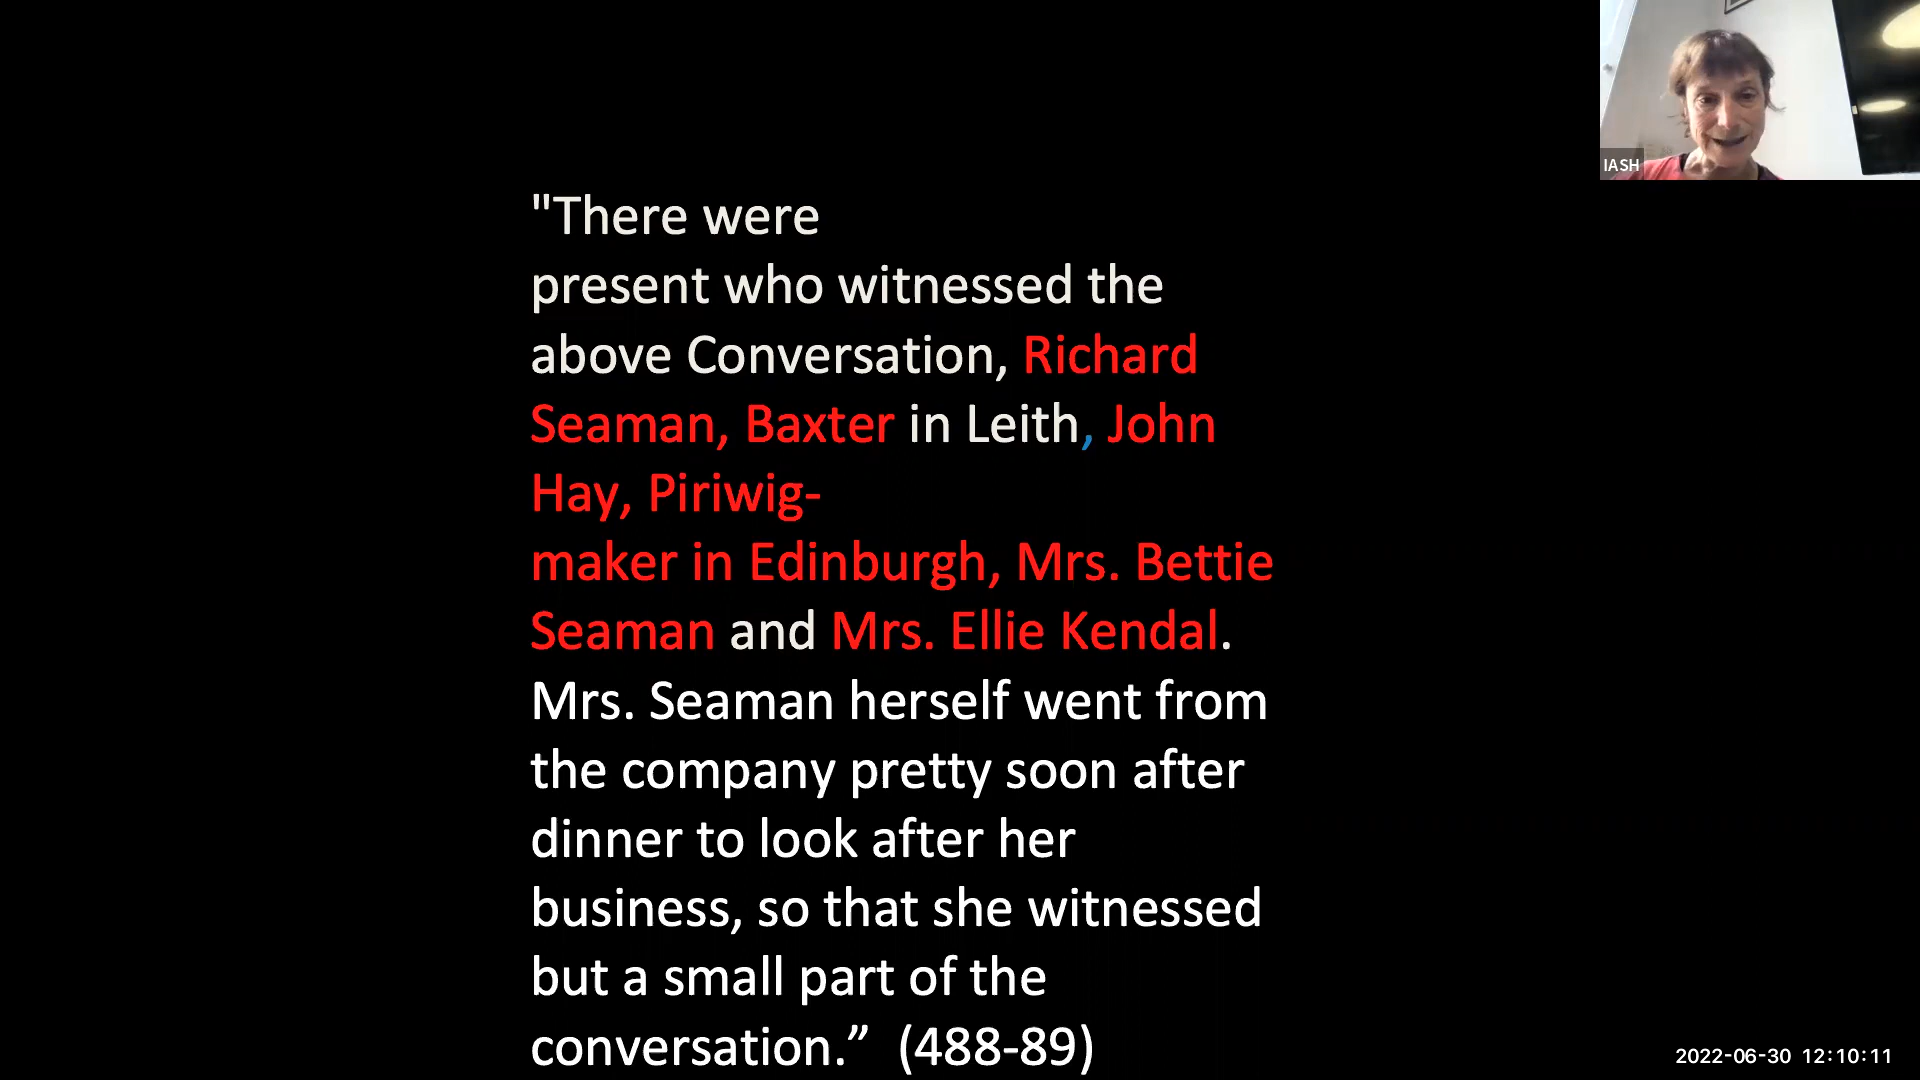 "There were
present who witnessed the
above Conversation, Richard
Seaman, Baxter in Leith, John
Hay, Piriwig-
maker in Edinburgh, Mrs. Bettie
Seaman and Mrs. Ellie Kendal.
Mrs. Seaman herself went from
the company pretty soon after
dinner to look after her
business, so that she witnessed
but a small part of the
conversation.” (488-89)
IASH
2022-06-30 12:10:11